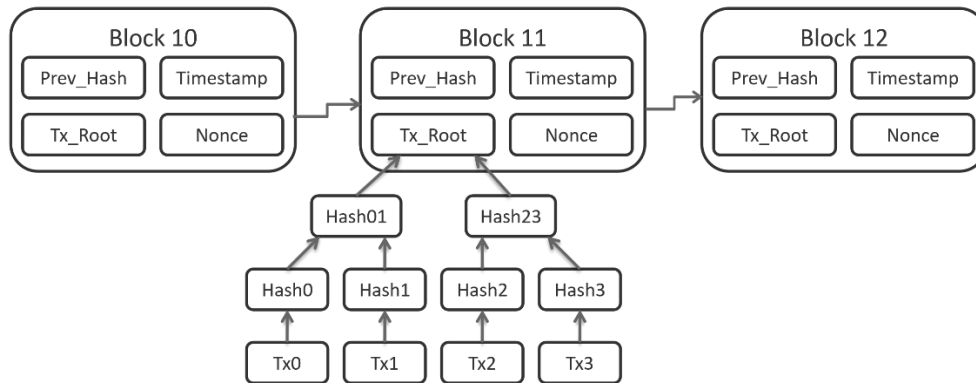 Block 10
Prev_Hash Timestamp
Tx_Root Nonce
Block 11
Prev_Hash Timestamp
Tx_Root Nonce
Block 12
Prev_Hash Timestamp
Tx_Root Nonce
Hash01 Hash23
Hash0 Hash1 Hash2 Hash3
Tx0 Tx1 Tx2 Tx3